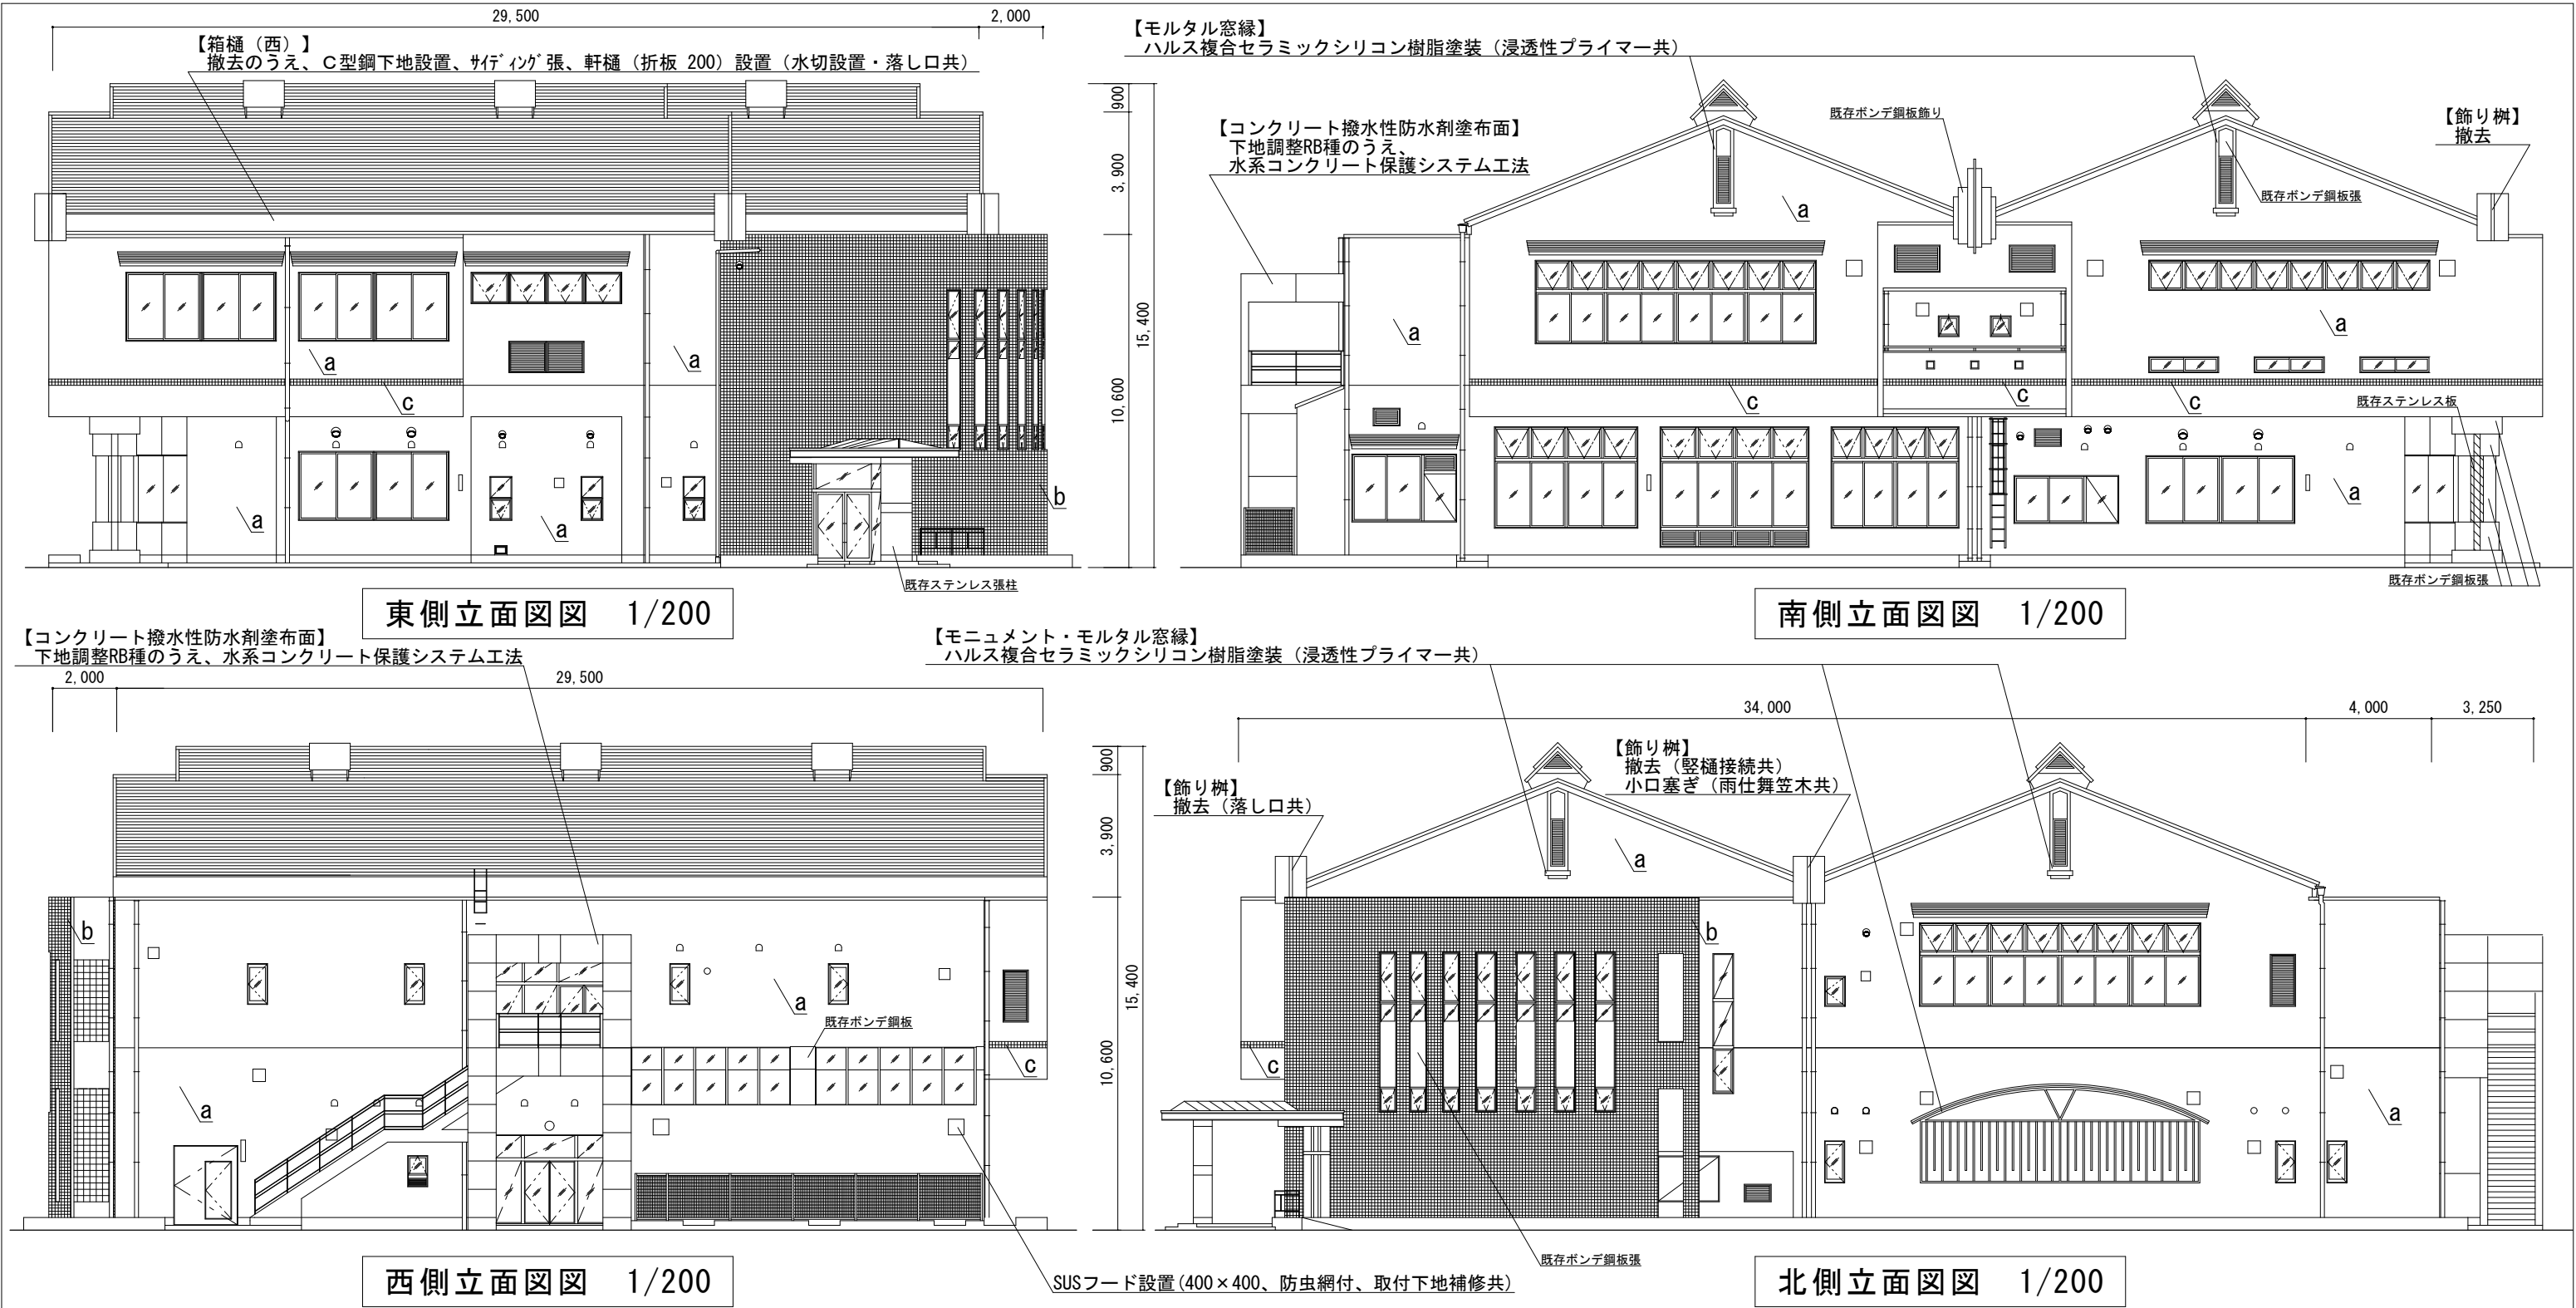 29,500
2,000
【箱樋（西）】
撤去のうえ、C型鋼下地設置、ｻｲﾃﾞｨﾝｸﾞ張、軒樋（折板 200）設置（水切設置・落し口共）
a
a
c
a
a
b
既存ステンレス張柱
900
3,900
15,400
10,600
東側立面図図　1/200
【モルタル窓縁】
ハルス複合セラミックシリコン樹脂塗装（浸透性プライマー共）
【コンクリート撥水性防水剤塗布面】
下地調整RB種のうえ、
水系コンクリート保護システム工法
既存ボンデ鋼板飾り
【飾り桝】
撤去
既存ボンデ鋼板張
a
a
a
c
c
c
既存ステンレス板
a
既存ボンデ鋼板張
南側立面図図　1/200
【コンクリート撥水性防水剤塗布面】
下地調整RB種のうえ、水系コンクリート保護システム工法
2,000
29,500
b
a
既存ボンデ鋼板
a
c
900
3,900
15,400
10,600
SUSフード設置(400×400、防虫網付、取付下地補修共)
西側立面図図　1/200
【モニュメント・モルタル窓縁】
ハルス複合セラミックシリコン樹脂塗装（浸透性プライマー共）
34,000
4,000
3,250
【飾り桝】
撤去（落し口共）
【飾り桝】
撤去（竪樋接続共）
小口塞ぎ（雨仕舞笠木共）
a
b
c
a
既存ボンデ鋼板張
北側立面図図　1/200